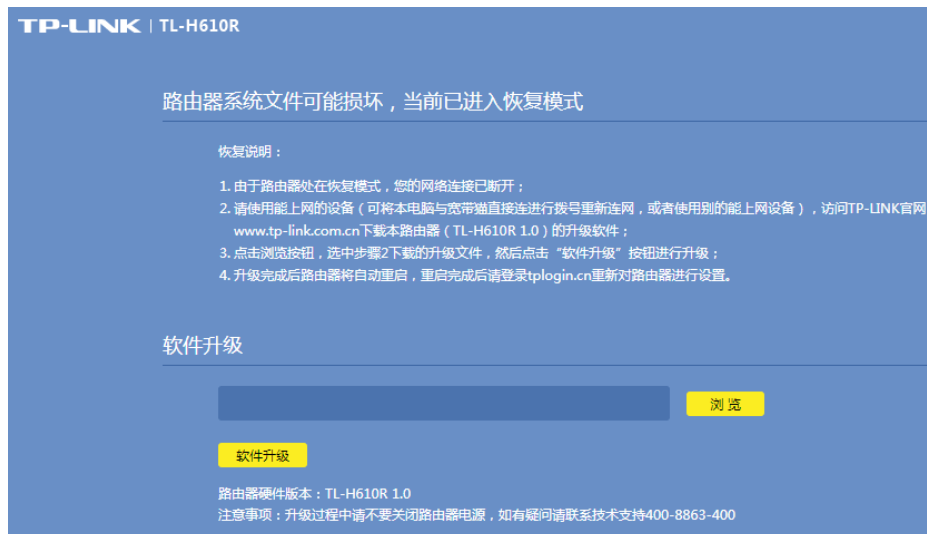 TP-LINK | TL-H610R
路由器系统文件可能损坏，当前已进入恢复模式
恢复说明：
1. 由于路由器处在恢复模式，您的网络连接已断开；
2. 请使用能上网的设备（可将本电脑与宽带猫直接连进行拨号重新连网，或者使用别的能上网设备），访问TP-LINK官网
www.tp-link.com.cn下载本路由器（TL-H610R 1.0）的升级软件；
3. 点击浏览按钮，选中步骤2下载的升级文件，然后点击“软件升级”按钮进行升级；
4. 升级完成后路由器将自动重启，重启完成后请登录tplogin.cn重新对路由器进行设置。
软件升级
浏 览
软件升级
路由器硬件版本：TL-H610R 1.0
注意事项：升级过程中请不要关闭路由器电源，如有疑问请联系技术支持400-8863-400